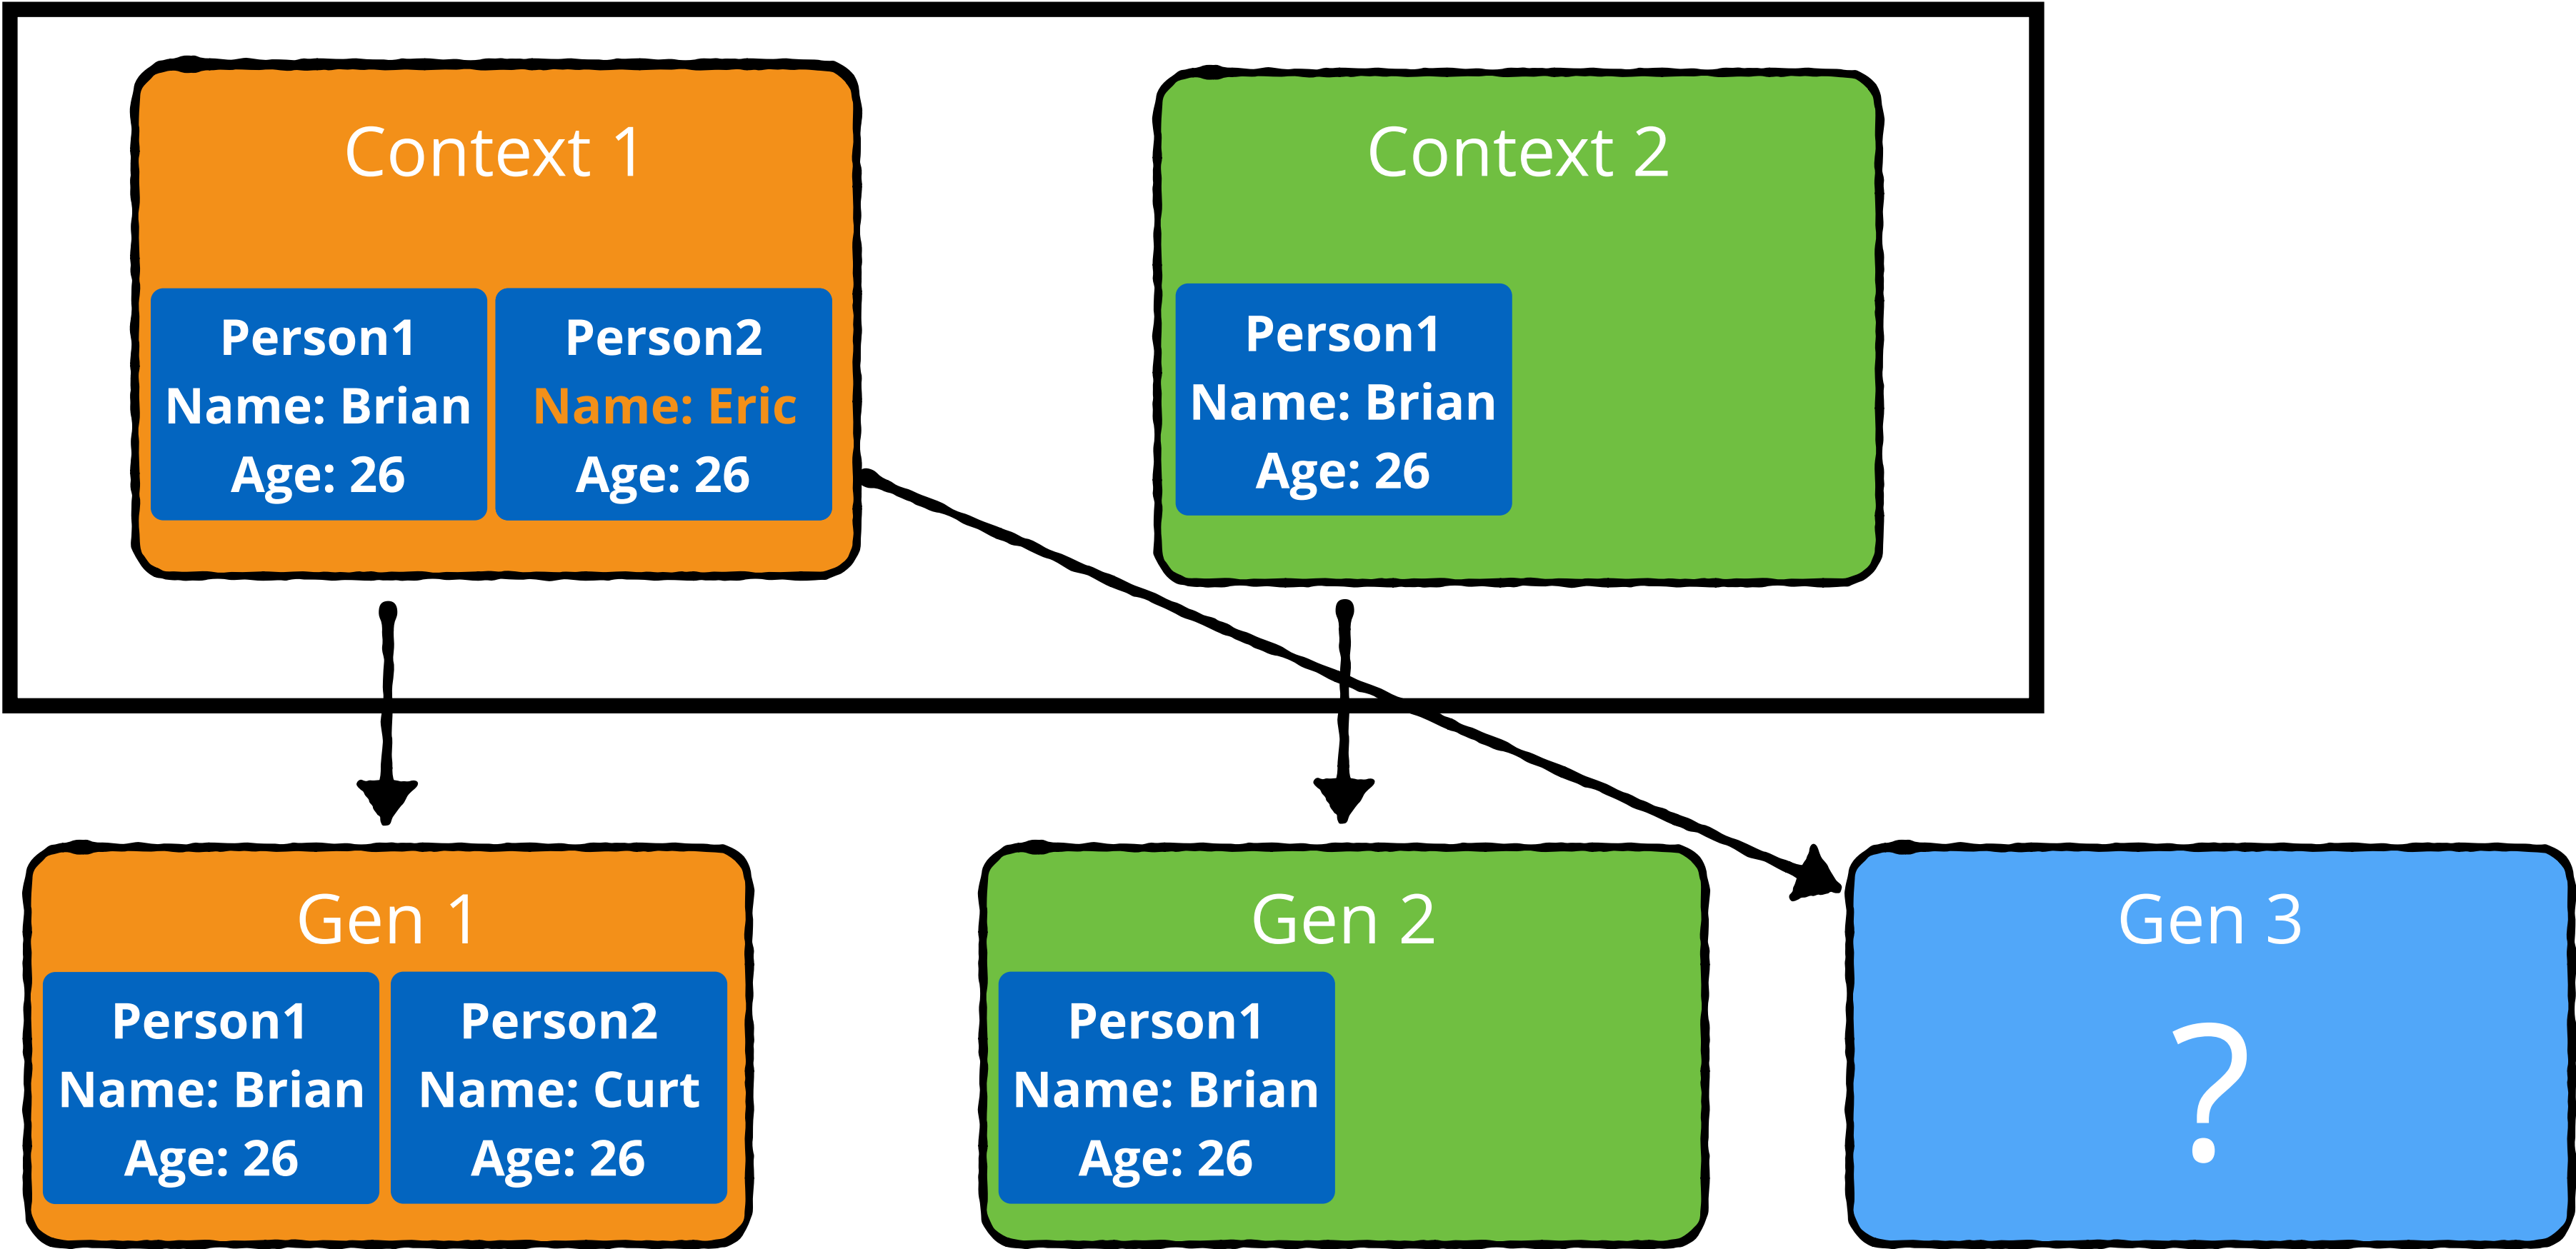 Context 1
Person1
Name: Brian
Age: 26
Person2
Name: Eric
Age: 26
Context 2
Person1
Name: Brian
Age: 26
Gen 1
Person1
Name: Brian
Age: 26
Person2
Name: Curt
Age: 26
Gen 2
Person1
Name: Brian
Age: 26
Gen 3
?